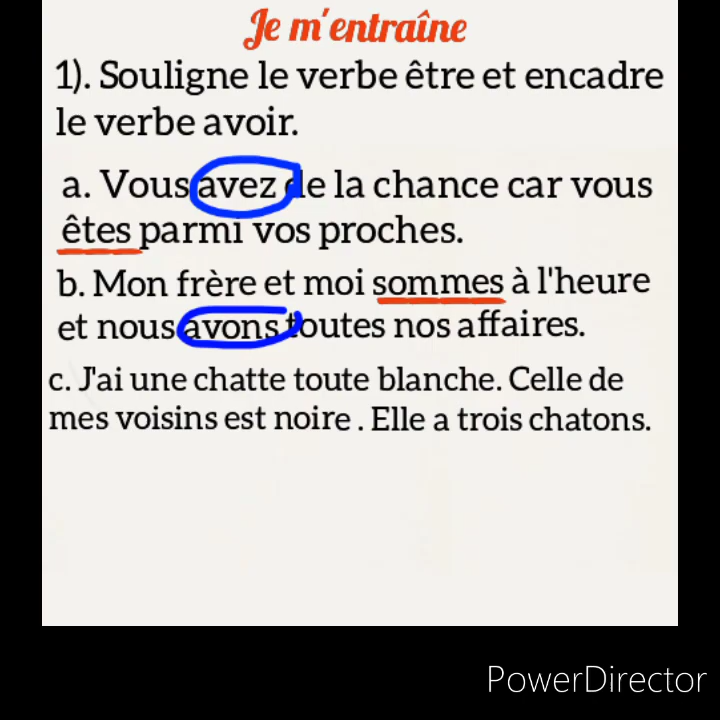 Je m'entraîne
1). Souligne le verbe être et encadre
le verbe avoir.
a. Vous avez de la chance car vous
êtes parmi vos proches.
b. Mon frère et moi sommes à l'heure
et nous avons toutes nos affaires.
c. J'ai une chatte toute blanche. Celle de
mes voisins est noire . Elle a trois chatons.
PowerDirector